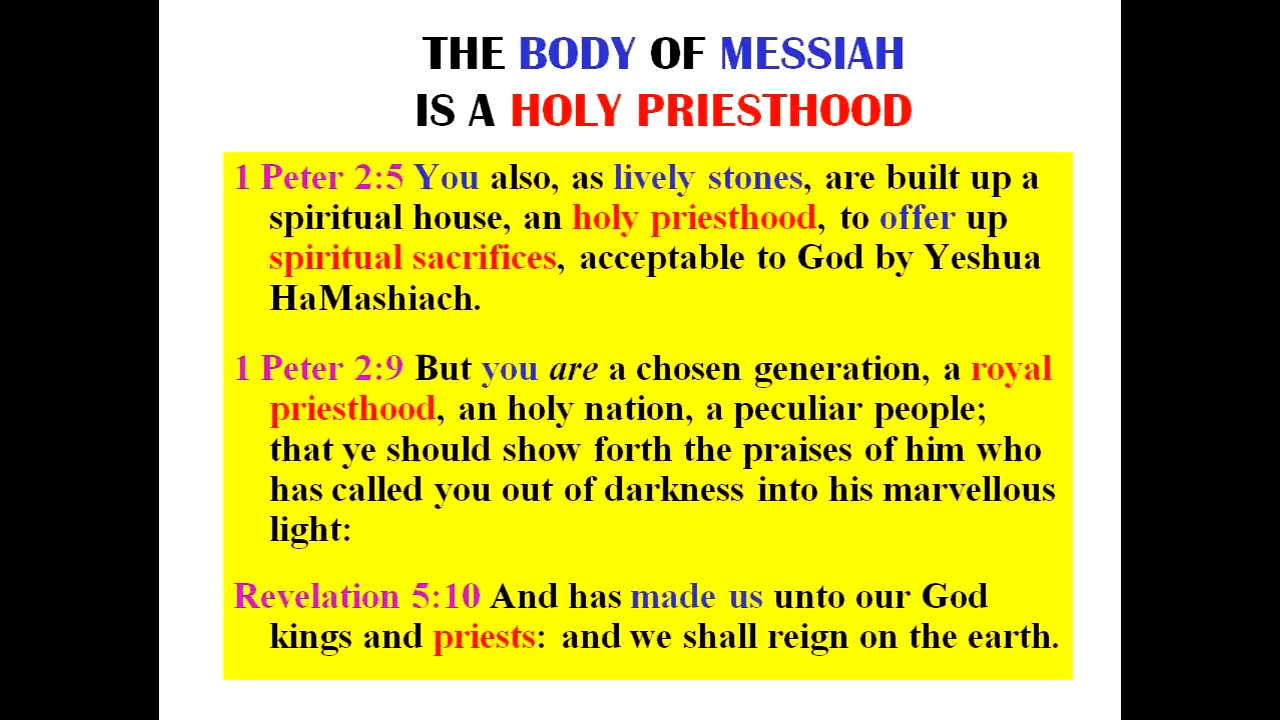 THE BODY OF MESSIAH
IS A HOLY PRIESTHOOD
1 Peter 2:5 You also, as lively stones, are built up a
spiritual house, an holy priesthood, to offer up
spiritual sacrifices, acceptable to God by Yeshua
HaMashiach.
1 Peter 2:9 But you are a chosen generation, a royal
priesthood, an holy nation, a peculiar people;
that ye should show forth the praises of him who
has called you out of darkness into his marvellous
light:
Revelation 5:10 And has made us unto our God
kings and priests: and we shall reign on the earth.